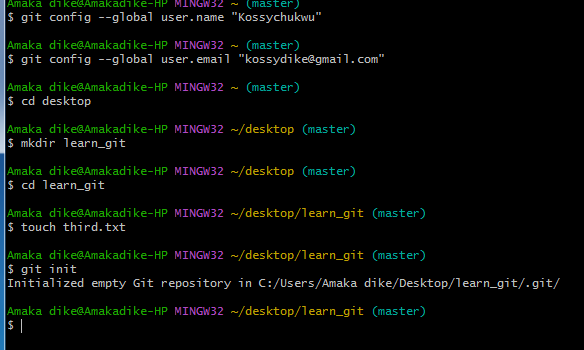 Amaka dike@Amakadike-HP MINGW32 ~ (master)
$ git config --global user.name "Kossychukwu"
Amaka dike@Amakadike-HP MINGW32 ~ (master)
$ git config --global user.email "kossydike@gmail.com"
Amaka dike@Amakadike-HP MINGW32 ~ (master)
$ cd desktop
Amaka dike@Amakadike-HP MINGW32 ~/desktop (master)
$ mkdir learn_git
Amaka dike@Amakadike-HP MINGW32 ~/desktop (master)
$ cd learn_git
Amaka dike@Amakadike-HP MINGW32 ~/desktop/learn_git (master)
$ touch third.txt
Amaka dike@Amakadike-HP MINGW32 ~/desktop/learn_git (master)
$ git init
Initialized empty Git repository in C:/Users/Amaka dike/Desktop/learn_git/.git/
Amaka dike@Amakadike-HP MINGW32 ~/desktop/learn_git (master)
$